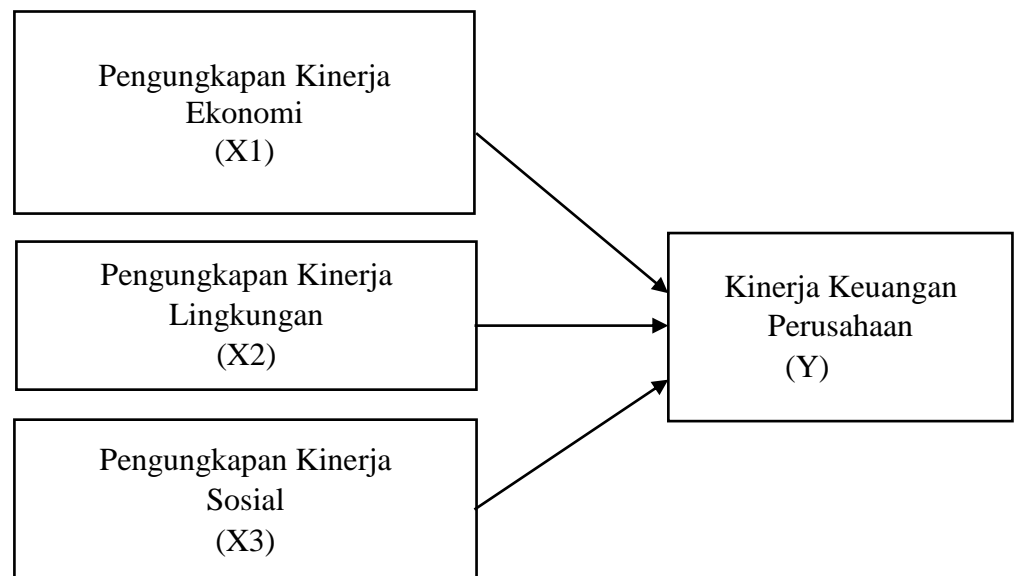 Pengungkapan Kinerja
Ekonomi
(X1)
Pengungkapan Kinerja
Lingkungan
(X2)
Pengungkapan Kinerja
Sosial
(X3)
Kinerja Keuangan
Perusahaan
(Y)